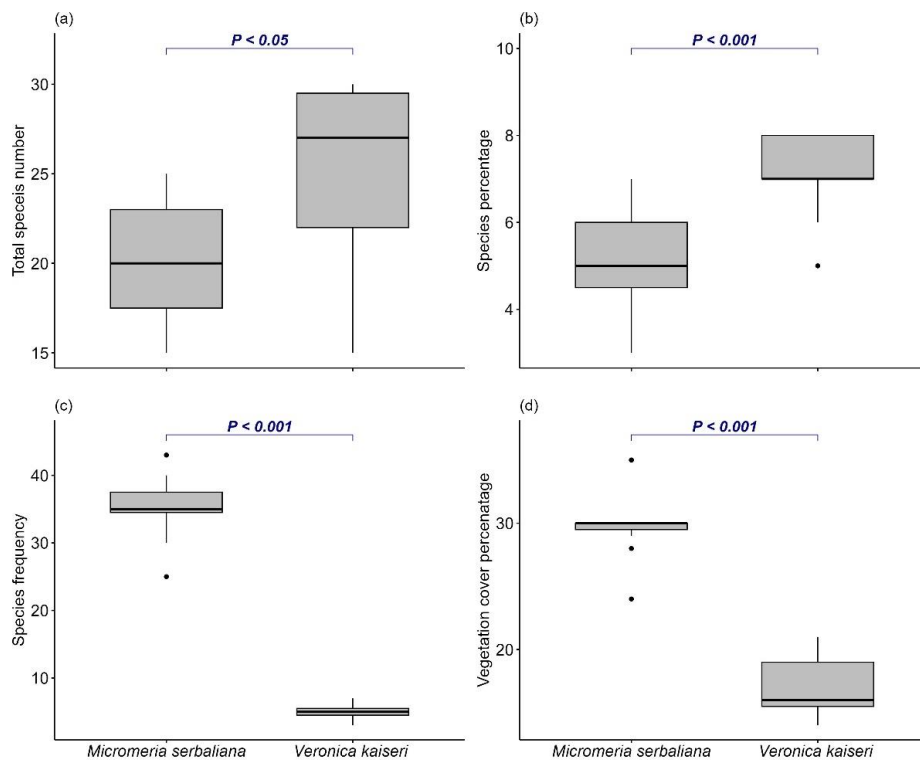 (a)
P < 0.05
Total speceis number
30
25
20
15
(b)
P < 0.001
Species percentage
10
8
6
4
(c)
P < 0.001
Species frequency
40
30
20
10
Micromeria serbaliana
Veronica kaiseri
(d)
P < 0.001
Vegetation cover percenatage
30
20
Micromeria serbaliana
Veronica kaiseri